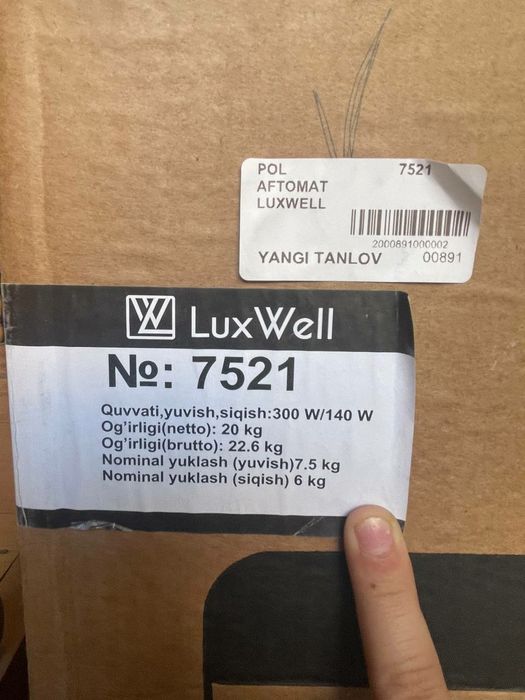 POL 7521
AFTOMAT
LUXWELL
2000891000002
YANGI TANLOV 00891
LuxWell
№: 7521
Quvvati,yuvish,siqish:300 W/140 W
Og'irligi(netto): 20 kg
Og'irligi(brutto): 22.6 kg
Nominal yuklash (yuvish)7.5 kg
Nominal yuklash (siqish) 6 kg